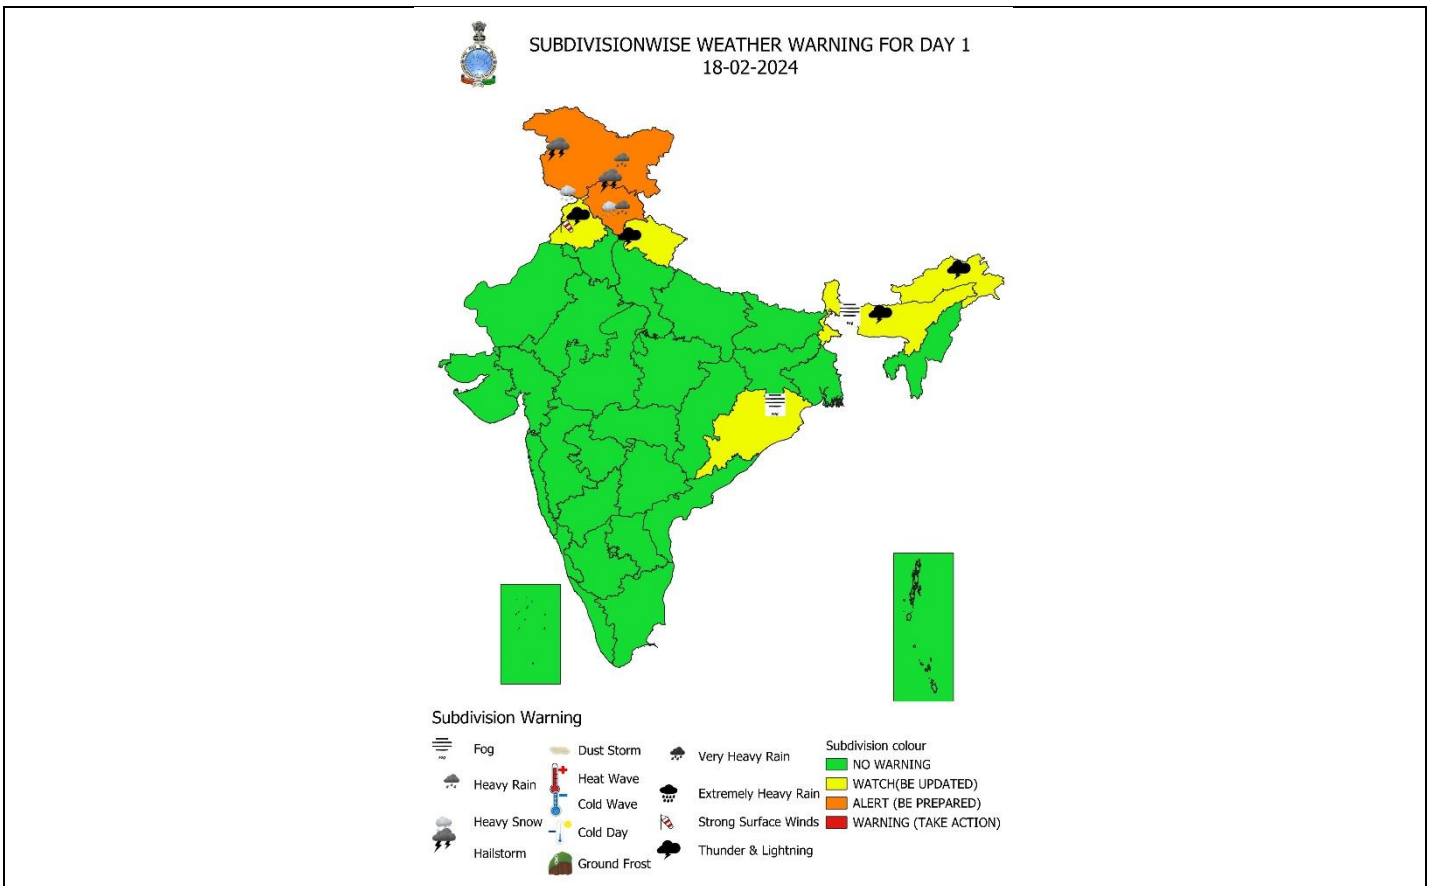 SUBDIVISIONWISE WEATHER WARNING FOR DAY 1
18-02-2024
Subdivision Warning
Fog
Heavy Rain
Heavy Snow
Hailstorm
Dust Storm
Heat Wave
Cold Wave
Cold Day
Ground Frost
Very Heavy Rain
Extremely Heavy Rain
Strong Surface Winds
Thunder & Lightning
Subdivision colour
NO WARNING
WATCH(BE UPDATED)
ALERT (BE PREPARED)
WARNING (TAKE ACTION)